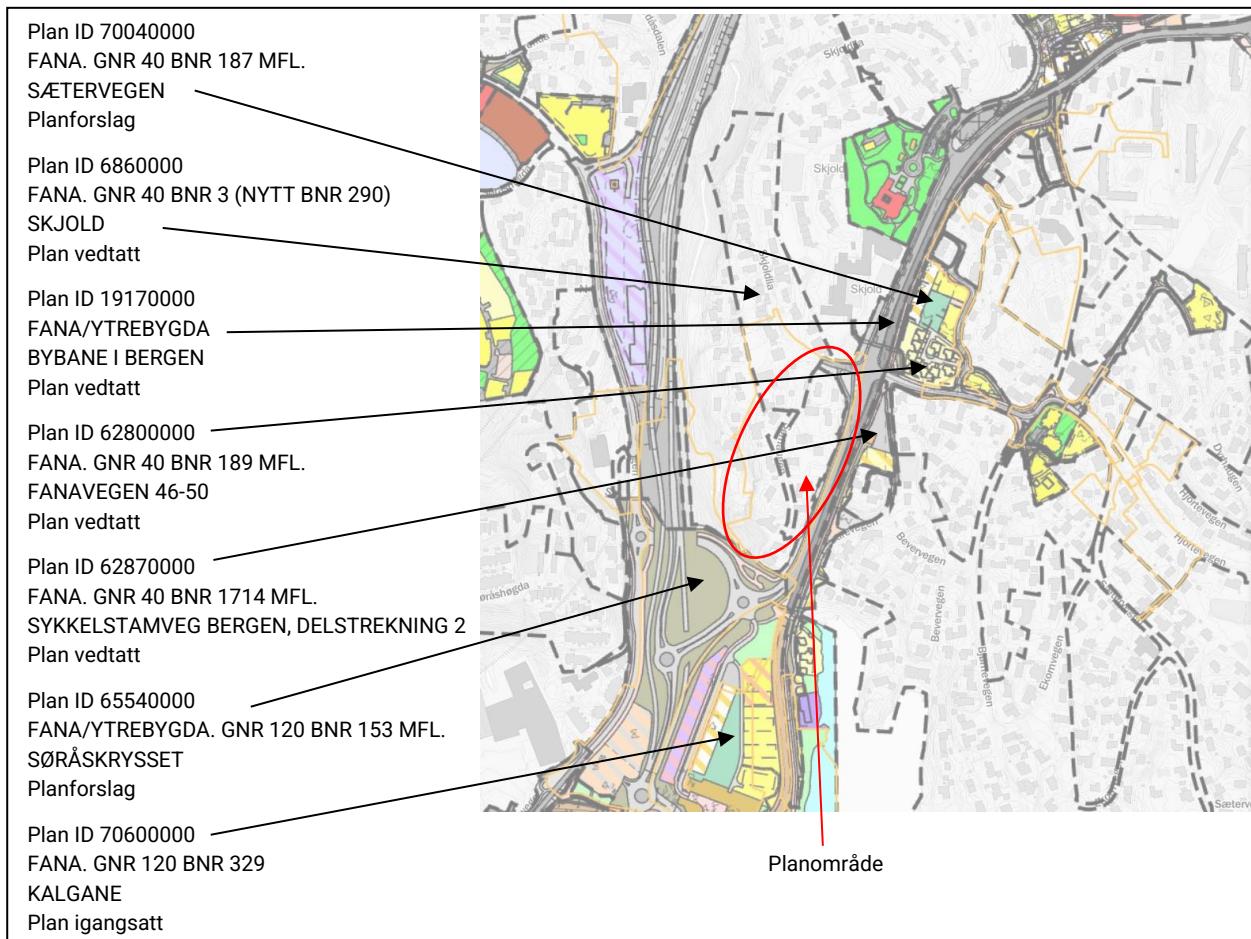 Plan ID 70040000
FANA. GNR 40 BNR 187 MFL.
SÆTERVEGEN
Planforslag
Plan ID 6860000
FANA. GNR 40 BNR 3 (NYTT BNR 290)
SKJOLD
Plan vedtatt
Plan ID 19170000
FANA/YTREBYGDA
BYBANE I BERGEN
Plan vedtatt
Plan ID 62800000
FANA. GNR 40 BNR 189 MFL.
FANAVEGEN 46-50
Plan vedtatt
Plan ID 62870000
FANA. GNR 40 BNR 1714 MFL.
SYKKELSTAMVEG BERGEN, DELSTREKNING 2
Plan vedtatt
Plan ID 65540000
FANA/YTREBYGDA. GNR 120 BNR 153 MFL.
SØRÅSKRYSSET
Planforslag
Plan ID 70600000
FANA. GNR 120 BNR 329
KALGANE
Plan igangsatt
Skjoldlia
Skjold
Skjoldlia
Skjold
Hjortevegen
Hjortevegen
Bevervegen
Bevervegen
Bjørnevegen
Ekornvegen
Planområde